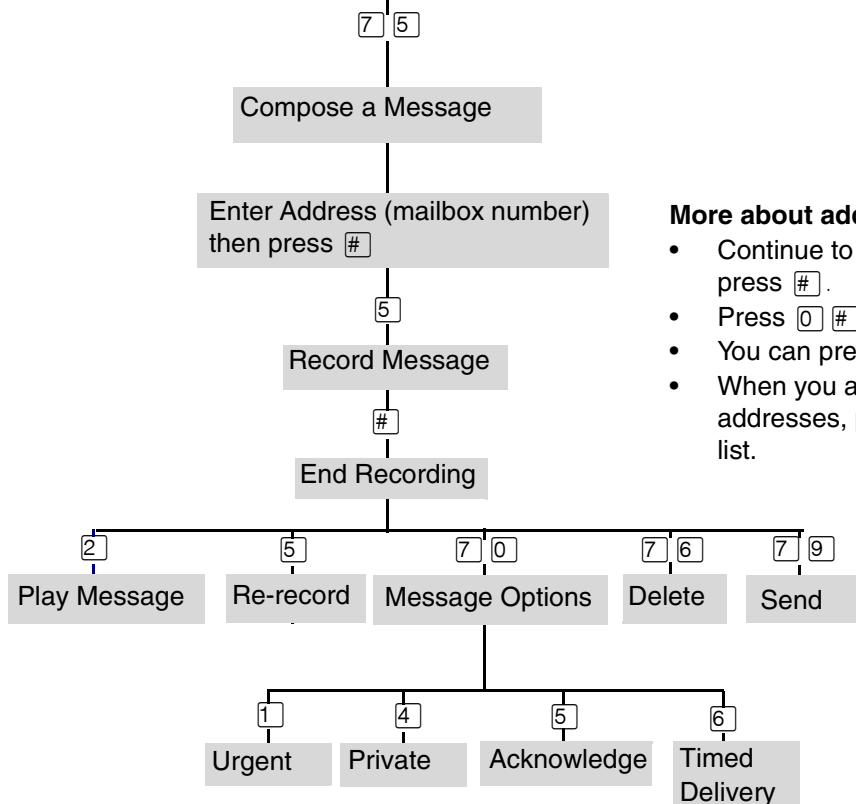 7 5
Compose a Message
Enter Address (mailbox number)
then press #
5
Record Message
#
End Recording
More about
• Continue to
press # .
• Press 0 #
• You can
• When you
addresses,
list.
2 5 7 0 7 6 7 9
Play Message Re-record Message Options Delete Send
1 4 5 6
Urgent Private Acknowledge Timed
Delivery